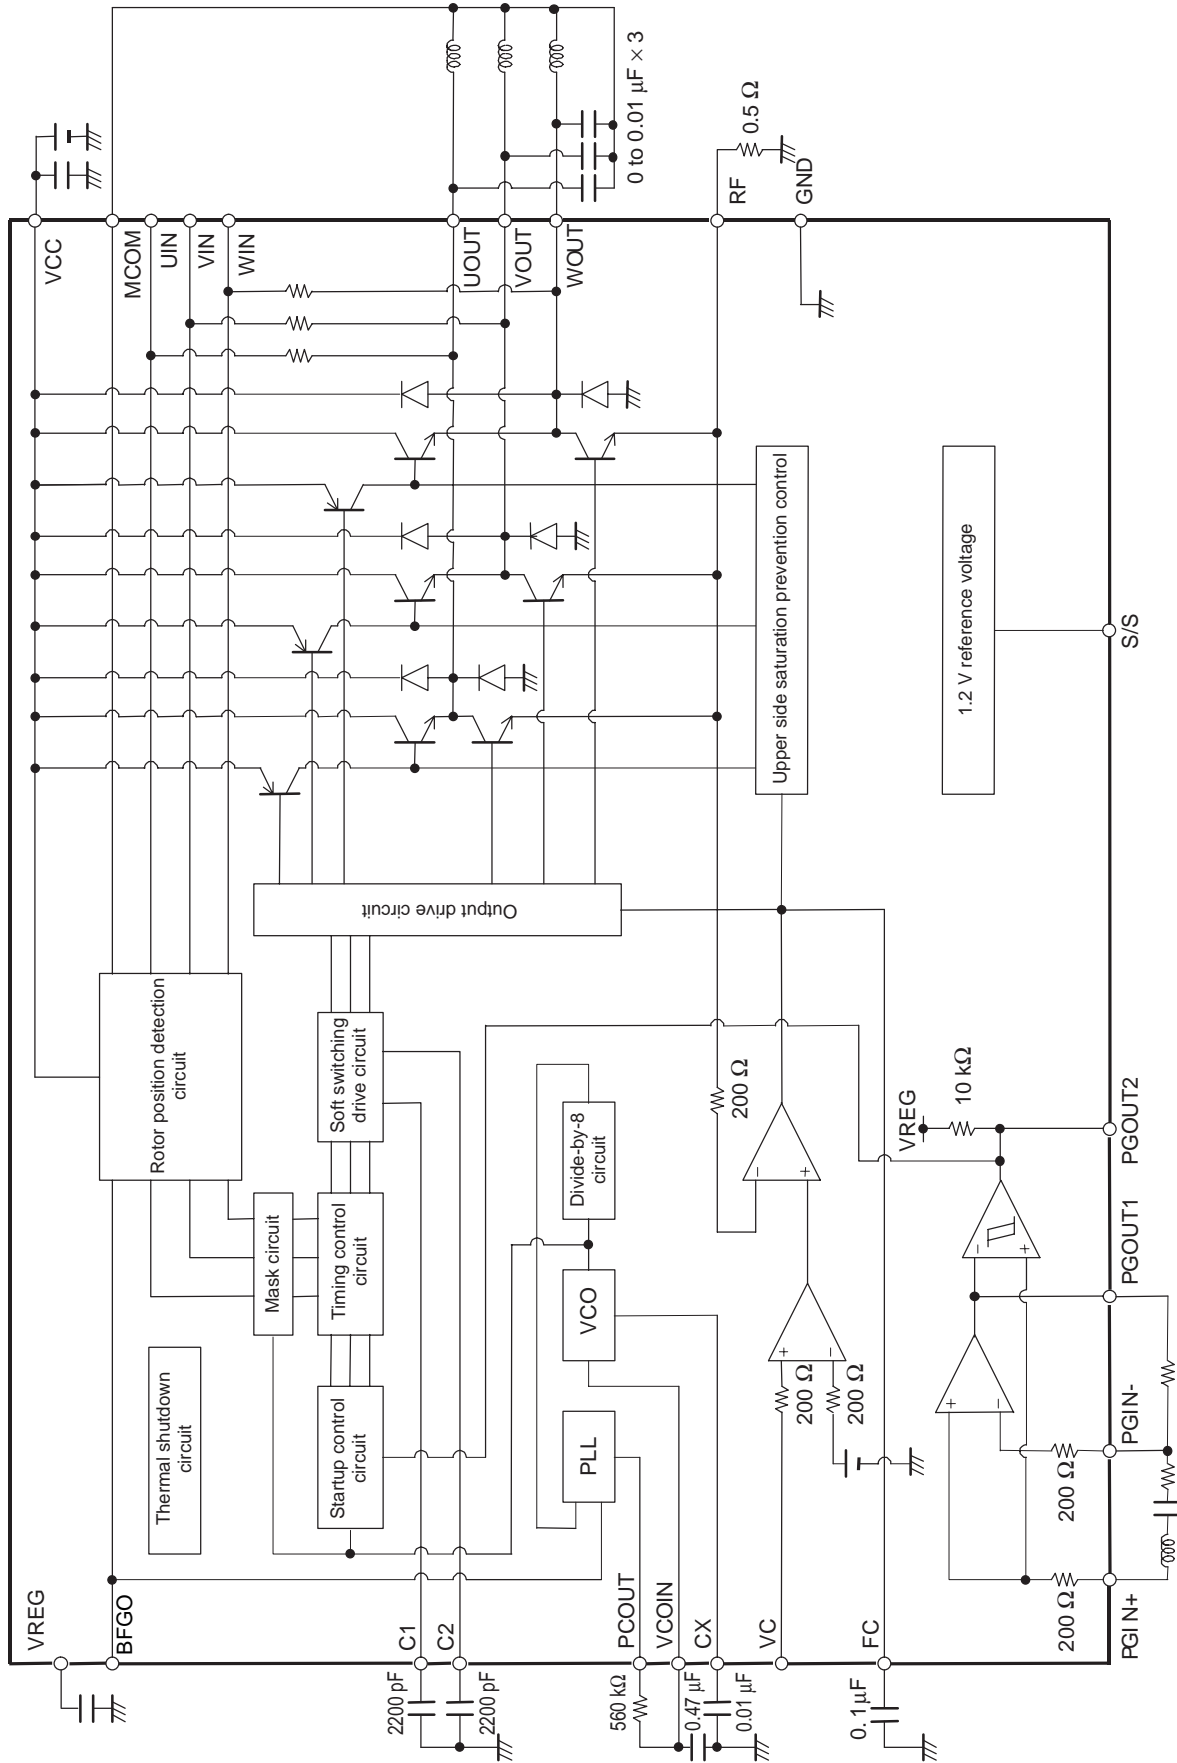 VREG
BFGO
C1
2200 pF
C2
2200 pF
PCOUT
560 kΩ
VCOIN
0.47 µF
CX
0.01 µF
VC
FC
0. 1µF
Thermal shutdown
circuit
Rotor position detection
circuit
Mask circuit
Startup control
circuit
Timing control
circuit
Soft switching
drive circuit
Output drive circuit
PLL
VCO
Divide-by-8
circuit
200 Ω
200 Ω
200 Ω
+
−
−
+
Upper side saturation prevention control
1.2 V reference voltage
VREG
10 kΩ
+
−
−
+
200 Ω
200 Ω
PGIN+
PGIN-
PGOUT1
PGOUT2
S/S
VCC
MCOM
UIN
VIN
WIN
UOUT
VOUT
WOUT
0 to 0.01 µF × 3
RF
0.5 Ω
GND